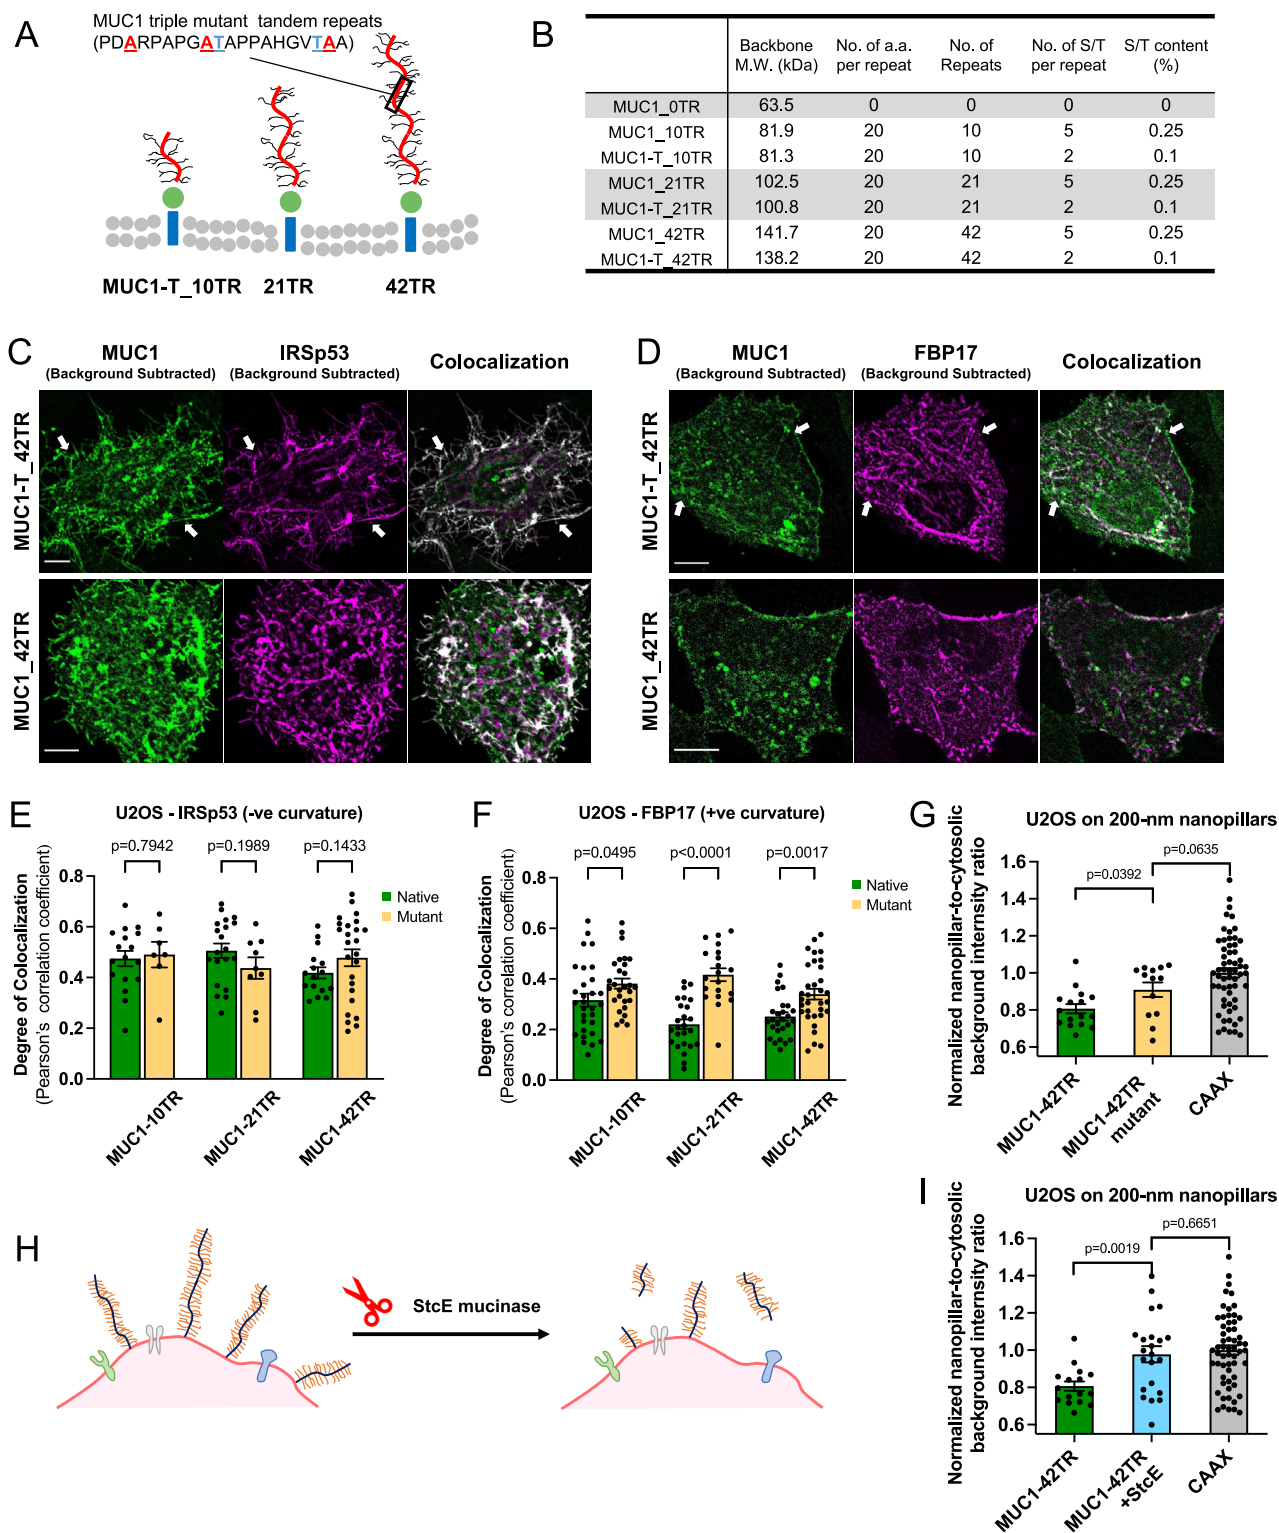 A
MUC1 triple mutant tandem repeats
(PDARPAPGATAPPAHGVTAA)
MUC1-T_10TR 21TR 42TR
B
Backbone M.W. (kDa) No. of a.a. per repeat No. of Repeats No. of S/T per repeat S/T content (%)
MUC1_0TR 63.5 0 0 0 0
MUC1_10TR 81.9 20 10 5 0.25
MUC1-T_10TR 81.3 20 10 2 0.1
MUC1_21TR 102.5 20 21 5 0.25
MUC1-T_21TR 100.8 20 21 2 0.1
MUC1_42TR 141.7 20 42 5 0.25
MUC1-T_42TR 138.2 20 42 2 0.1
C
MUC1 IRSp53 Colocalization
(Background Subtracted) (Background Subtracted)
MUC1-T_42TR
MUC1_42TR
D
MUC1 FBP17 Colocalization
(Background Subtracted) (Background Subtracted)
MUC1-T_42TR
MUC1_42TR
E
U2OS - IRSp53 (-ve curvature)
p=0.7942 p=0.1989 p=0.1433
Degree of Colocalization
(Pearson's correlation coefficient)
0.8
0.6
0.4
0.2
0.0
Native
Mutant
MUC1-10TR MUC1-21TR MUC1-42TR
F
U2OS - FBP17 (+ve curvature)
p=0.0495 p<0.0001 p=0.0017
Degree of Colocalization
(Pearson's correlation coefficient)
0.8
0.6
0.4
0.2
0.0
Native
Mutant
MUC1-10TR MUC1-21TR MUC1-42TR
G
U2OS on 200-nm nanopillars
p=0.0635
p=0.0392
Normalized nanopillar-to-cytosolic
background internsity ratio
1.6
1.4
1.2
1.0
0.8
0.6
MUC1-42TR
MUC1-42TR
mutant
CAAX
H
StcE mucinase
I
U2OS on 200-nm nanopillars
p=0.6651
p=0.0019
Normalized nanopillar-to-cytosolic
background internsity ratio
1.6
1.4
1.2
1.0
0.8
0.6
MUC1-42TR
MUC1-42TR
+StcE
CAAX